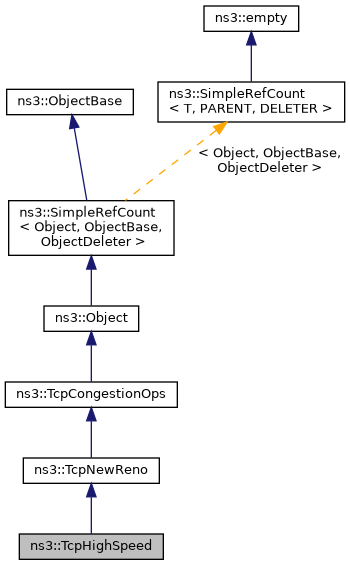 ns3::empty
ns3::ObjectBase
ns3::SimpleRefCount
< T, PARENT, DELETER >
< Object, ObjectBase,
ObjectDeleter >
ns3::SimpleRefCount
< Object, ObjectBase,
ObjectDeleter >
ns3::Object
ns3::TcpCongestionOps
ns3::TcpNewReno
ns3::TcpHighSpeed